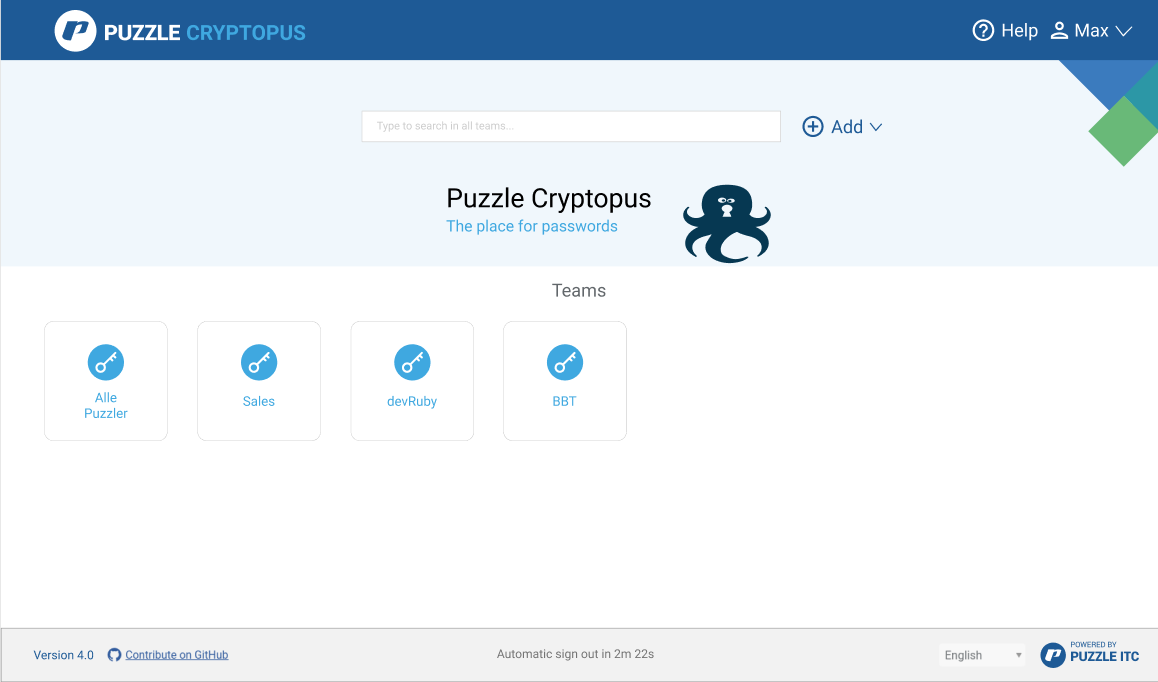 PUZZLE CRYPTOPUS
Help Max
Type to search in all teams...
Add
Puzzle Cryptopus
The place for passwords
Teams
Alle
Puzzler
Sales
devRuby
BBT
Version 4.0
Contribute on GitHub
Automatic sign out in 2m 22s
English
POWERED BY
PUZZLE ITC